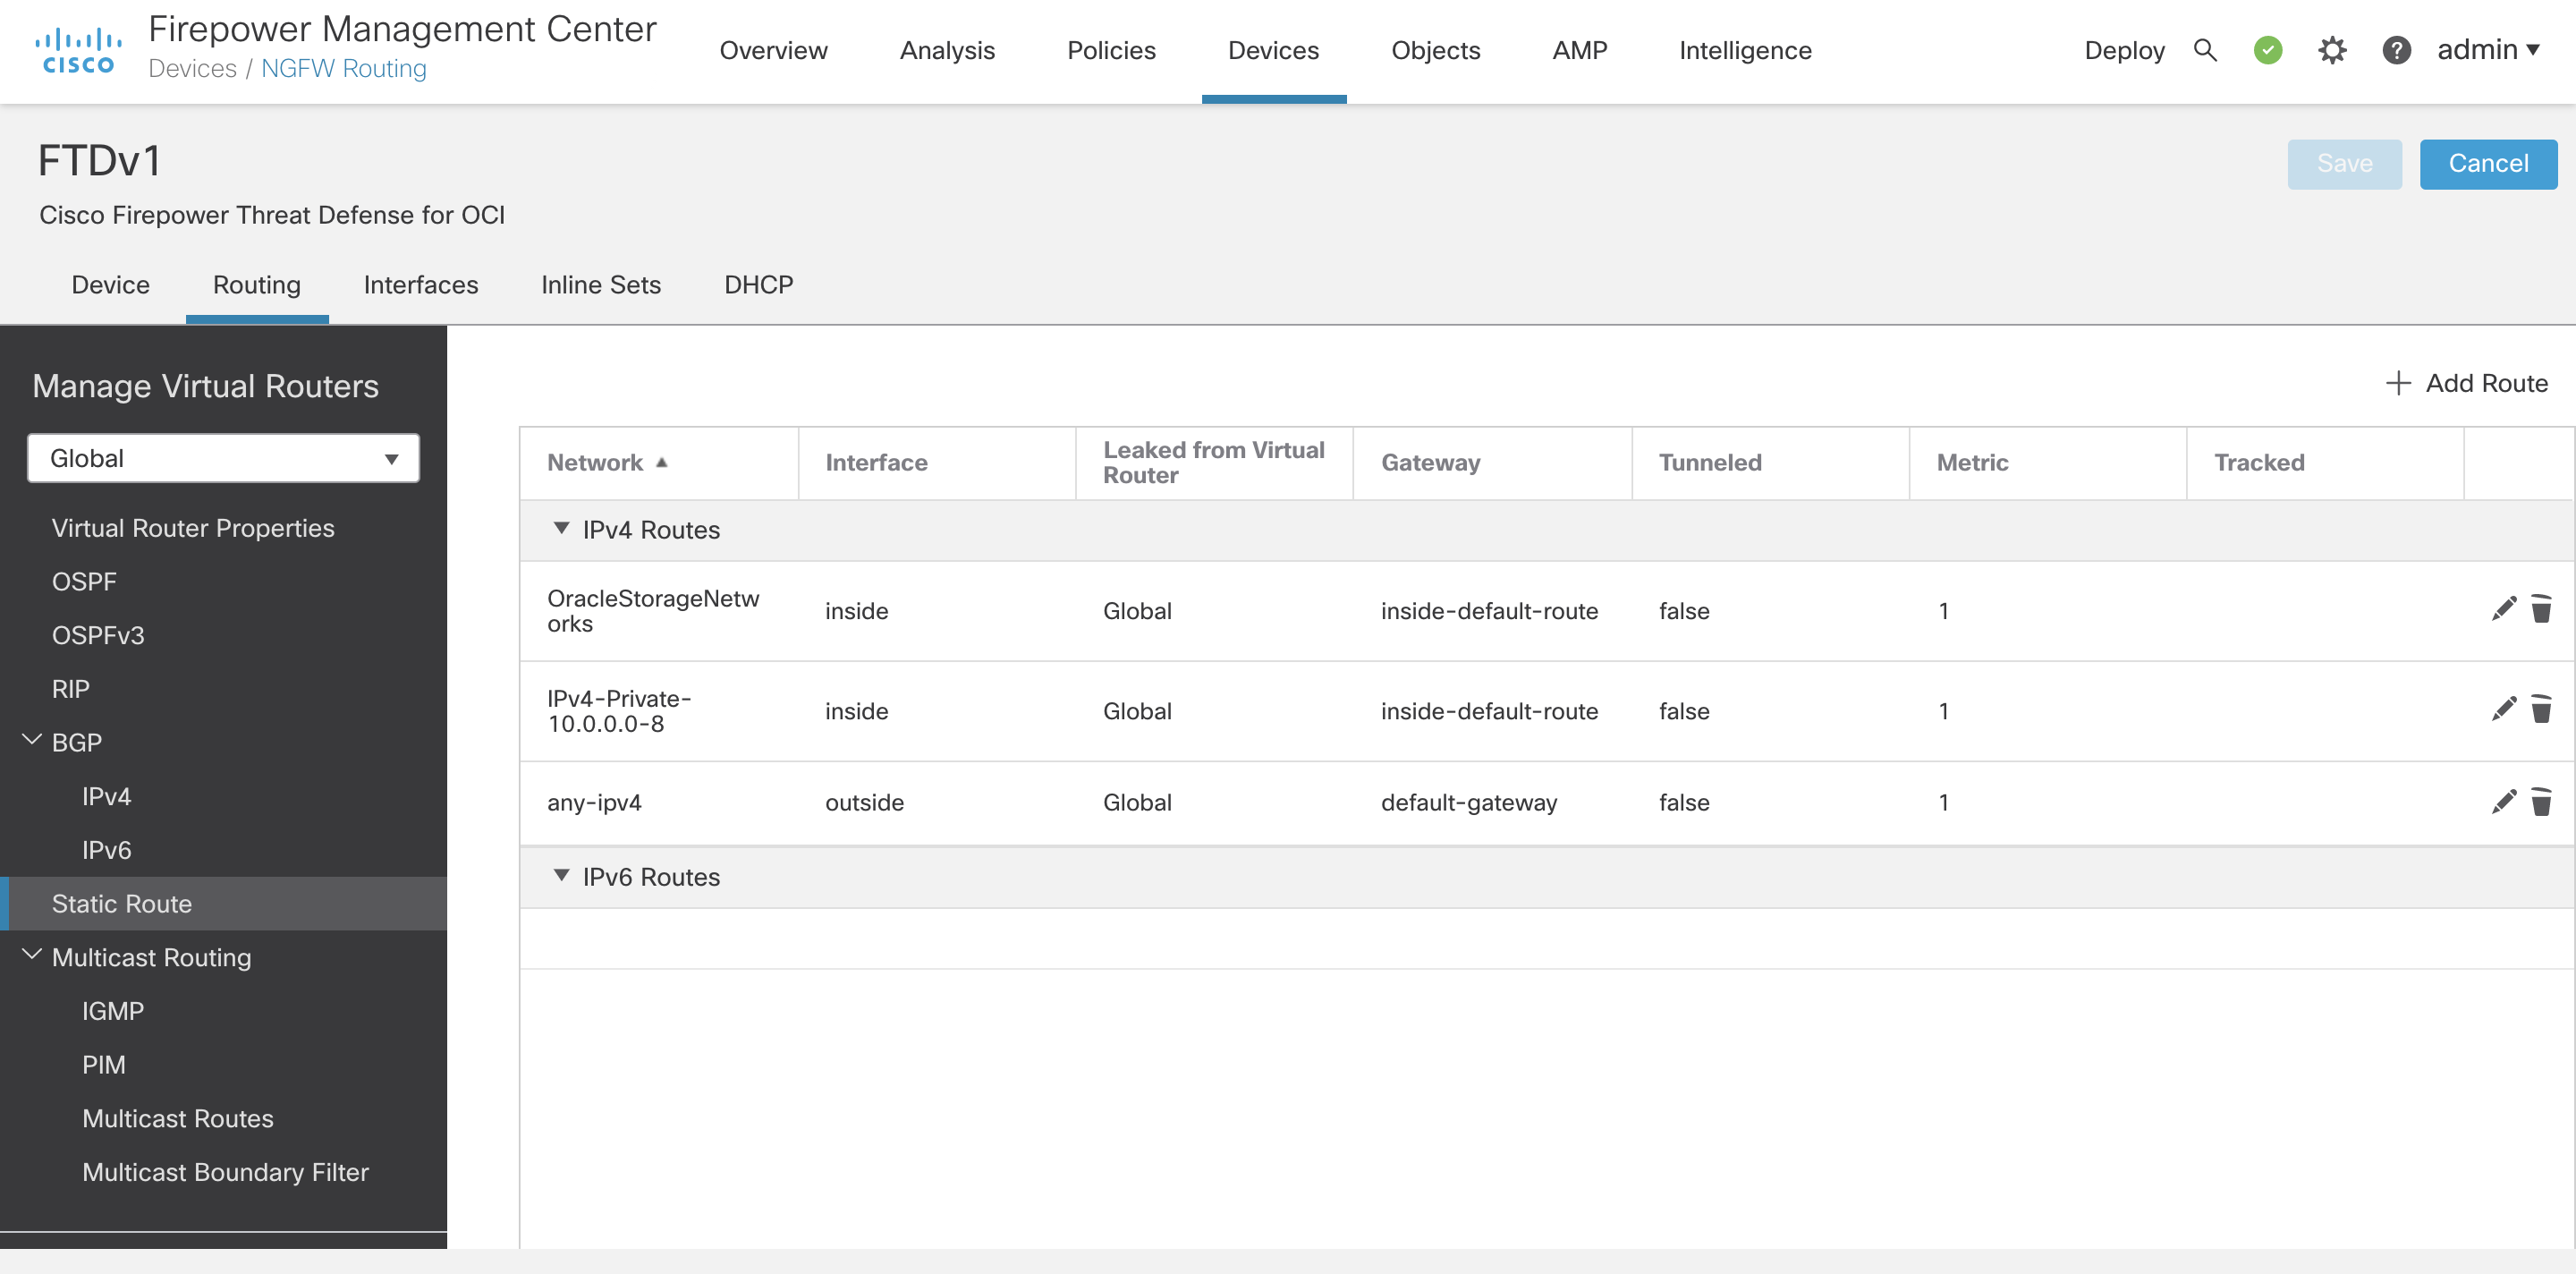 CISCO
Firepower Management Center
Devices / NGFW Routing
Overview
Analysis
Policies
Devices
Objects
AMP
Intelligence
Deploy
admin
FTDv1
Cisco Firepower Threat Defense for OCI
Save
Cancel
Device
Routing
Interfaces
Inline Sets
DHCP
Manage Virtual Routers
Global
Virtual Router Properties
OSPF
OSPFv3
RIP
BGP
IPv4
IPv6
Static Route
Multicast Routing
IGMP
PIM
Multicast Routes
Multicast Boundary Filter
+ Add Route
Network
Interface
Leaked from Virtual
Router
Gateway
Tunneled
Metric
Tracked
IPv4 Routes
OracleStorageNetw
orks
inside
Global
inside-default-route
false
1
IPv4-Private-
10.0.0.0-8
inside
Global
inside-default-route
false
1
any-ipv4
outside
Global
default-gateway
false
1
IPv6 Routes